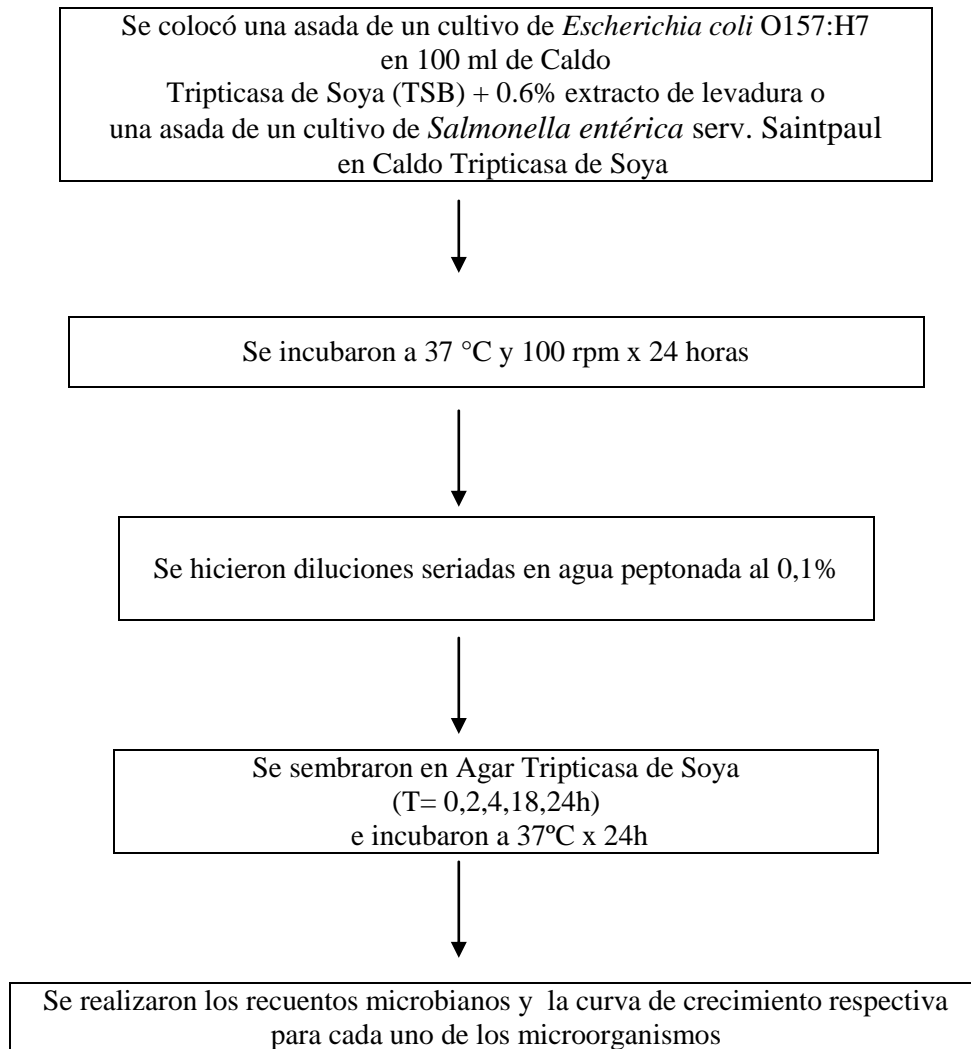 Se colocó una asada de un cultivo de Escherichia coli O157:H7
en 100 ml de Caldo
Tripticasa de Soya (TSB) + 0.6% extracto de levadura o
una asada de un cultivo de Salmonella entérica serv. Saintpaul
en Caldo Tripticasa de Soya
Se incubaron a 37 °C y 100 rpm x 24 horas
Se hicieron diluciones seriadas en agua peptonada al 0,1%
Se sembraron en Agar Tripticasa de Soya
(T= 0,2,4,18,24h)
e incubaron a 37ºC x 24h
Se realizaron los recuentos microbianos y la curva de crecimiento respectiva
para cada uno de los microorganismos